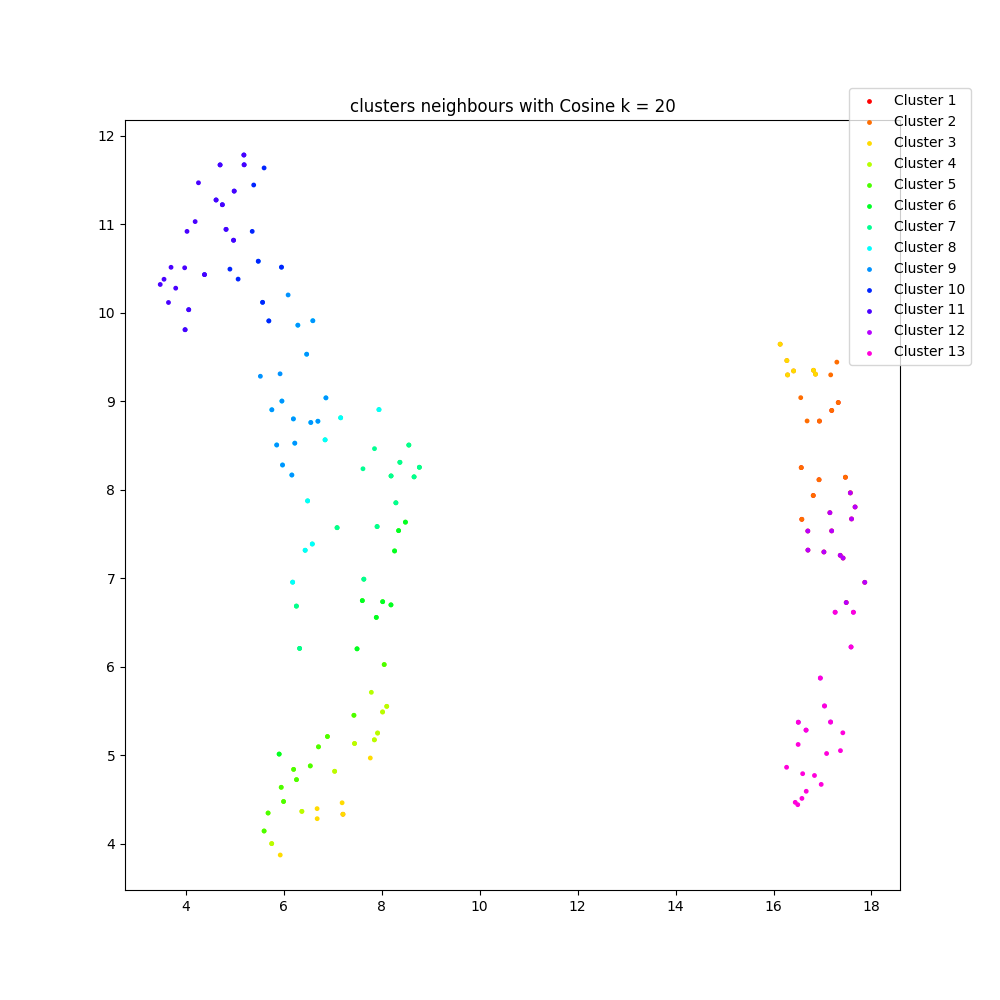 clusters neighbours with Cosine k = 20
Cluster 1
Cluster 2
Cluster 3
Cluster 4
Cluster 5
Cluster 6
Cluster 7
Cluster 8
Cluster 9
Cluster 10
Cluster 11
Cluster 12
Cluster 13
12
11
10
9
8
7
6
5
4
4 6 8 10 12 14 16 18